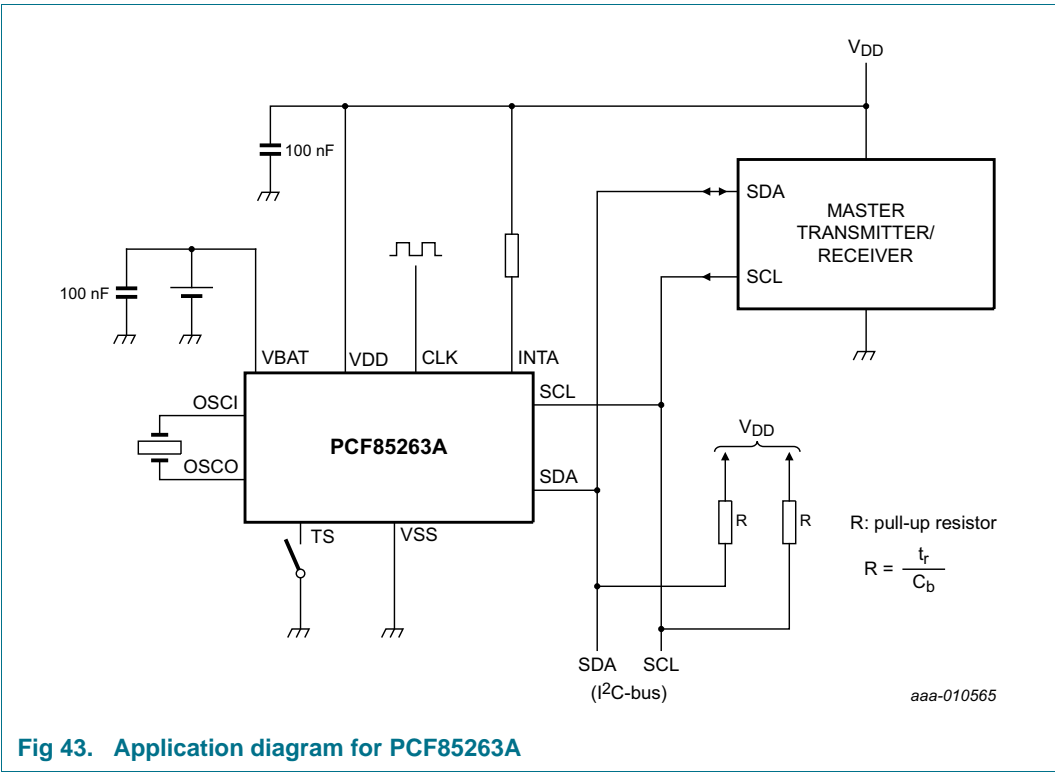 VDD
100 nF
SDA
MASTER
TRANSMITTER/
RECEIVER
SCL
100 nF
VBAT
VDD
CLK
INTA
OSCI
SCL
PCF85263A
OSCO
SDA
TS
VSS
VDD
R
R
R: pull-up resistor
R = tr
Cb
SDA SCL
(I2C-bus)
aaa-010565
Fig 43. Application diagram for PCF85263A